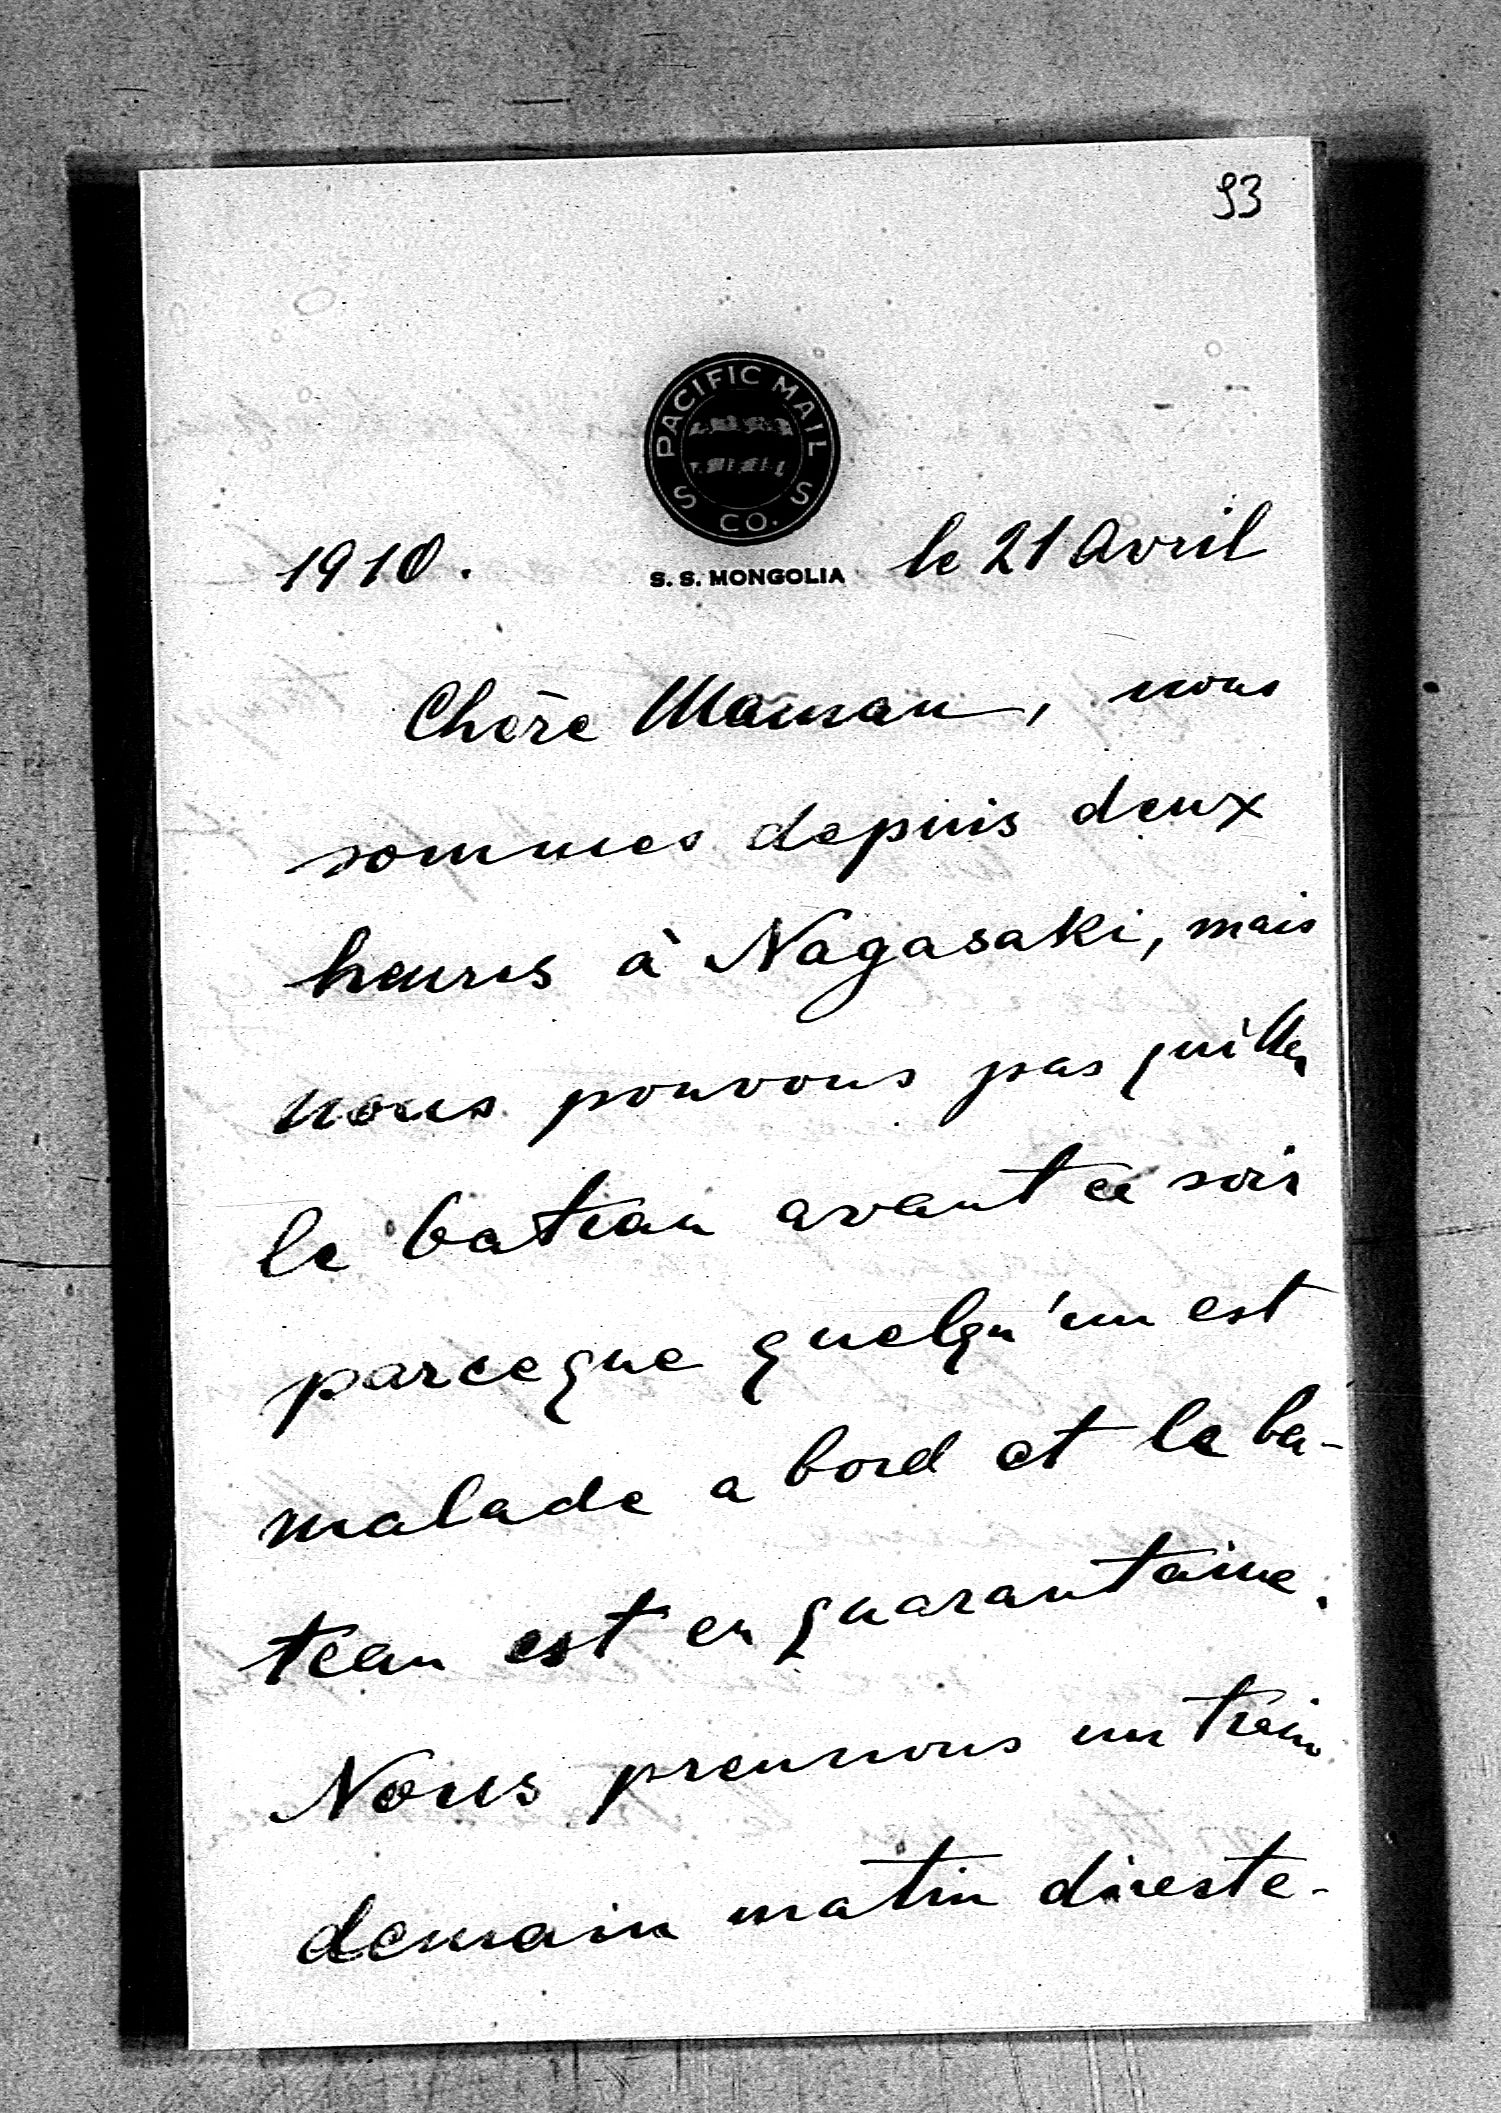 93
PACIFIC MAIL
S S
CO.
S. S. MONGOLIA
1910. le 21 Avril
Chère Maman, nous
sommes depuis deux
heures à Nagasaki, mais
nous pouvons pas quitter
le bateau avant ce soir
parceque quelqu'un est
malade a bord et le ba-
teau est en quarantaine.
Nous prennons un train
demain matin directe-